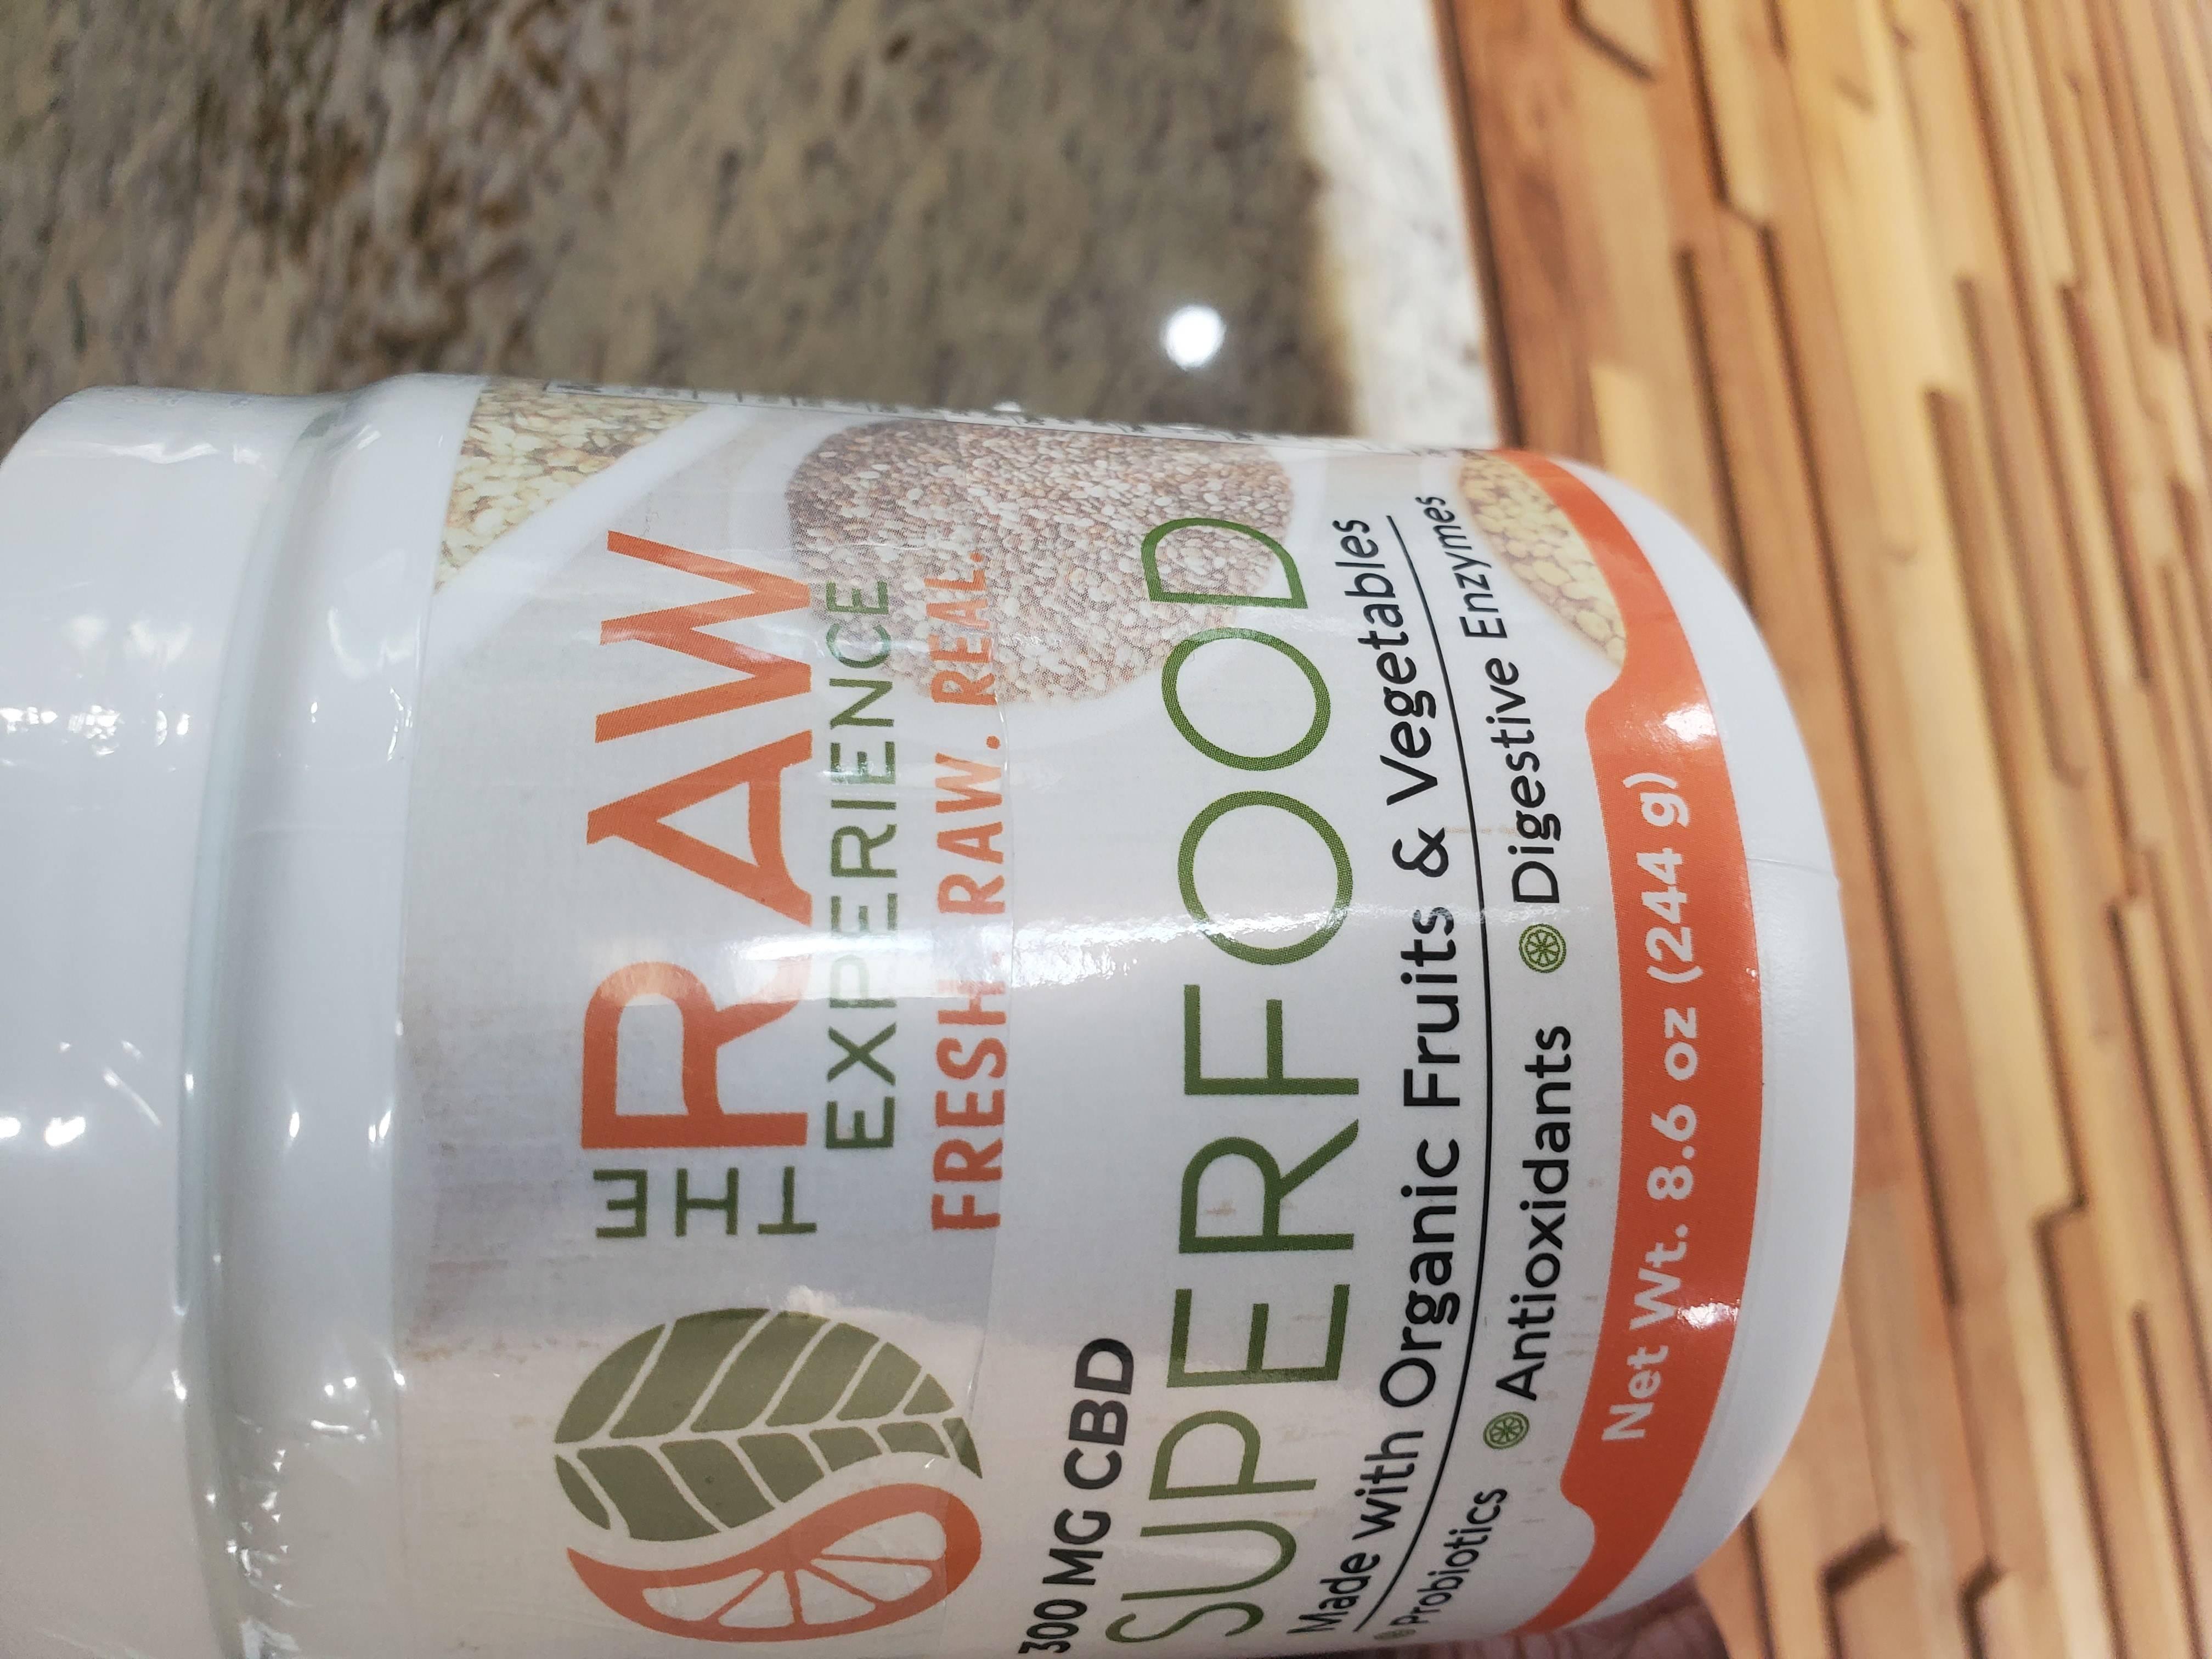 THE RAW
EXPERIENCE
FRESH. RAW. REAL.
300 MG CBD
SUPERFOOD
Made with Organic Fruits & Vegetables
Probiotics Antioxidants Digestive Enzymes
Net Wt. 8.6 oz (244 g)